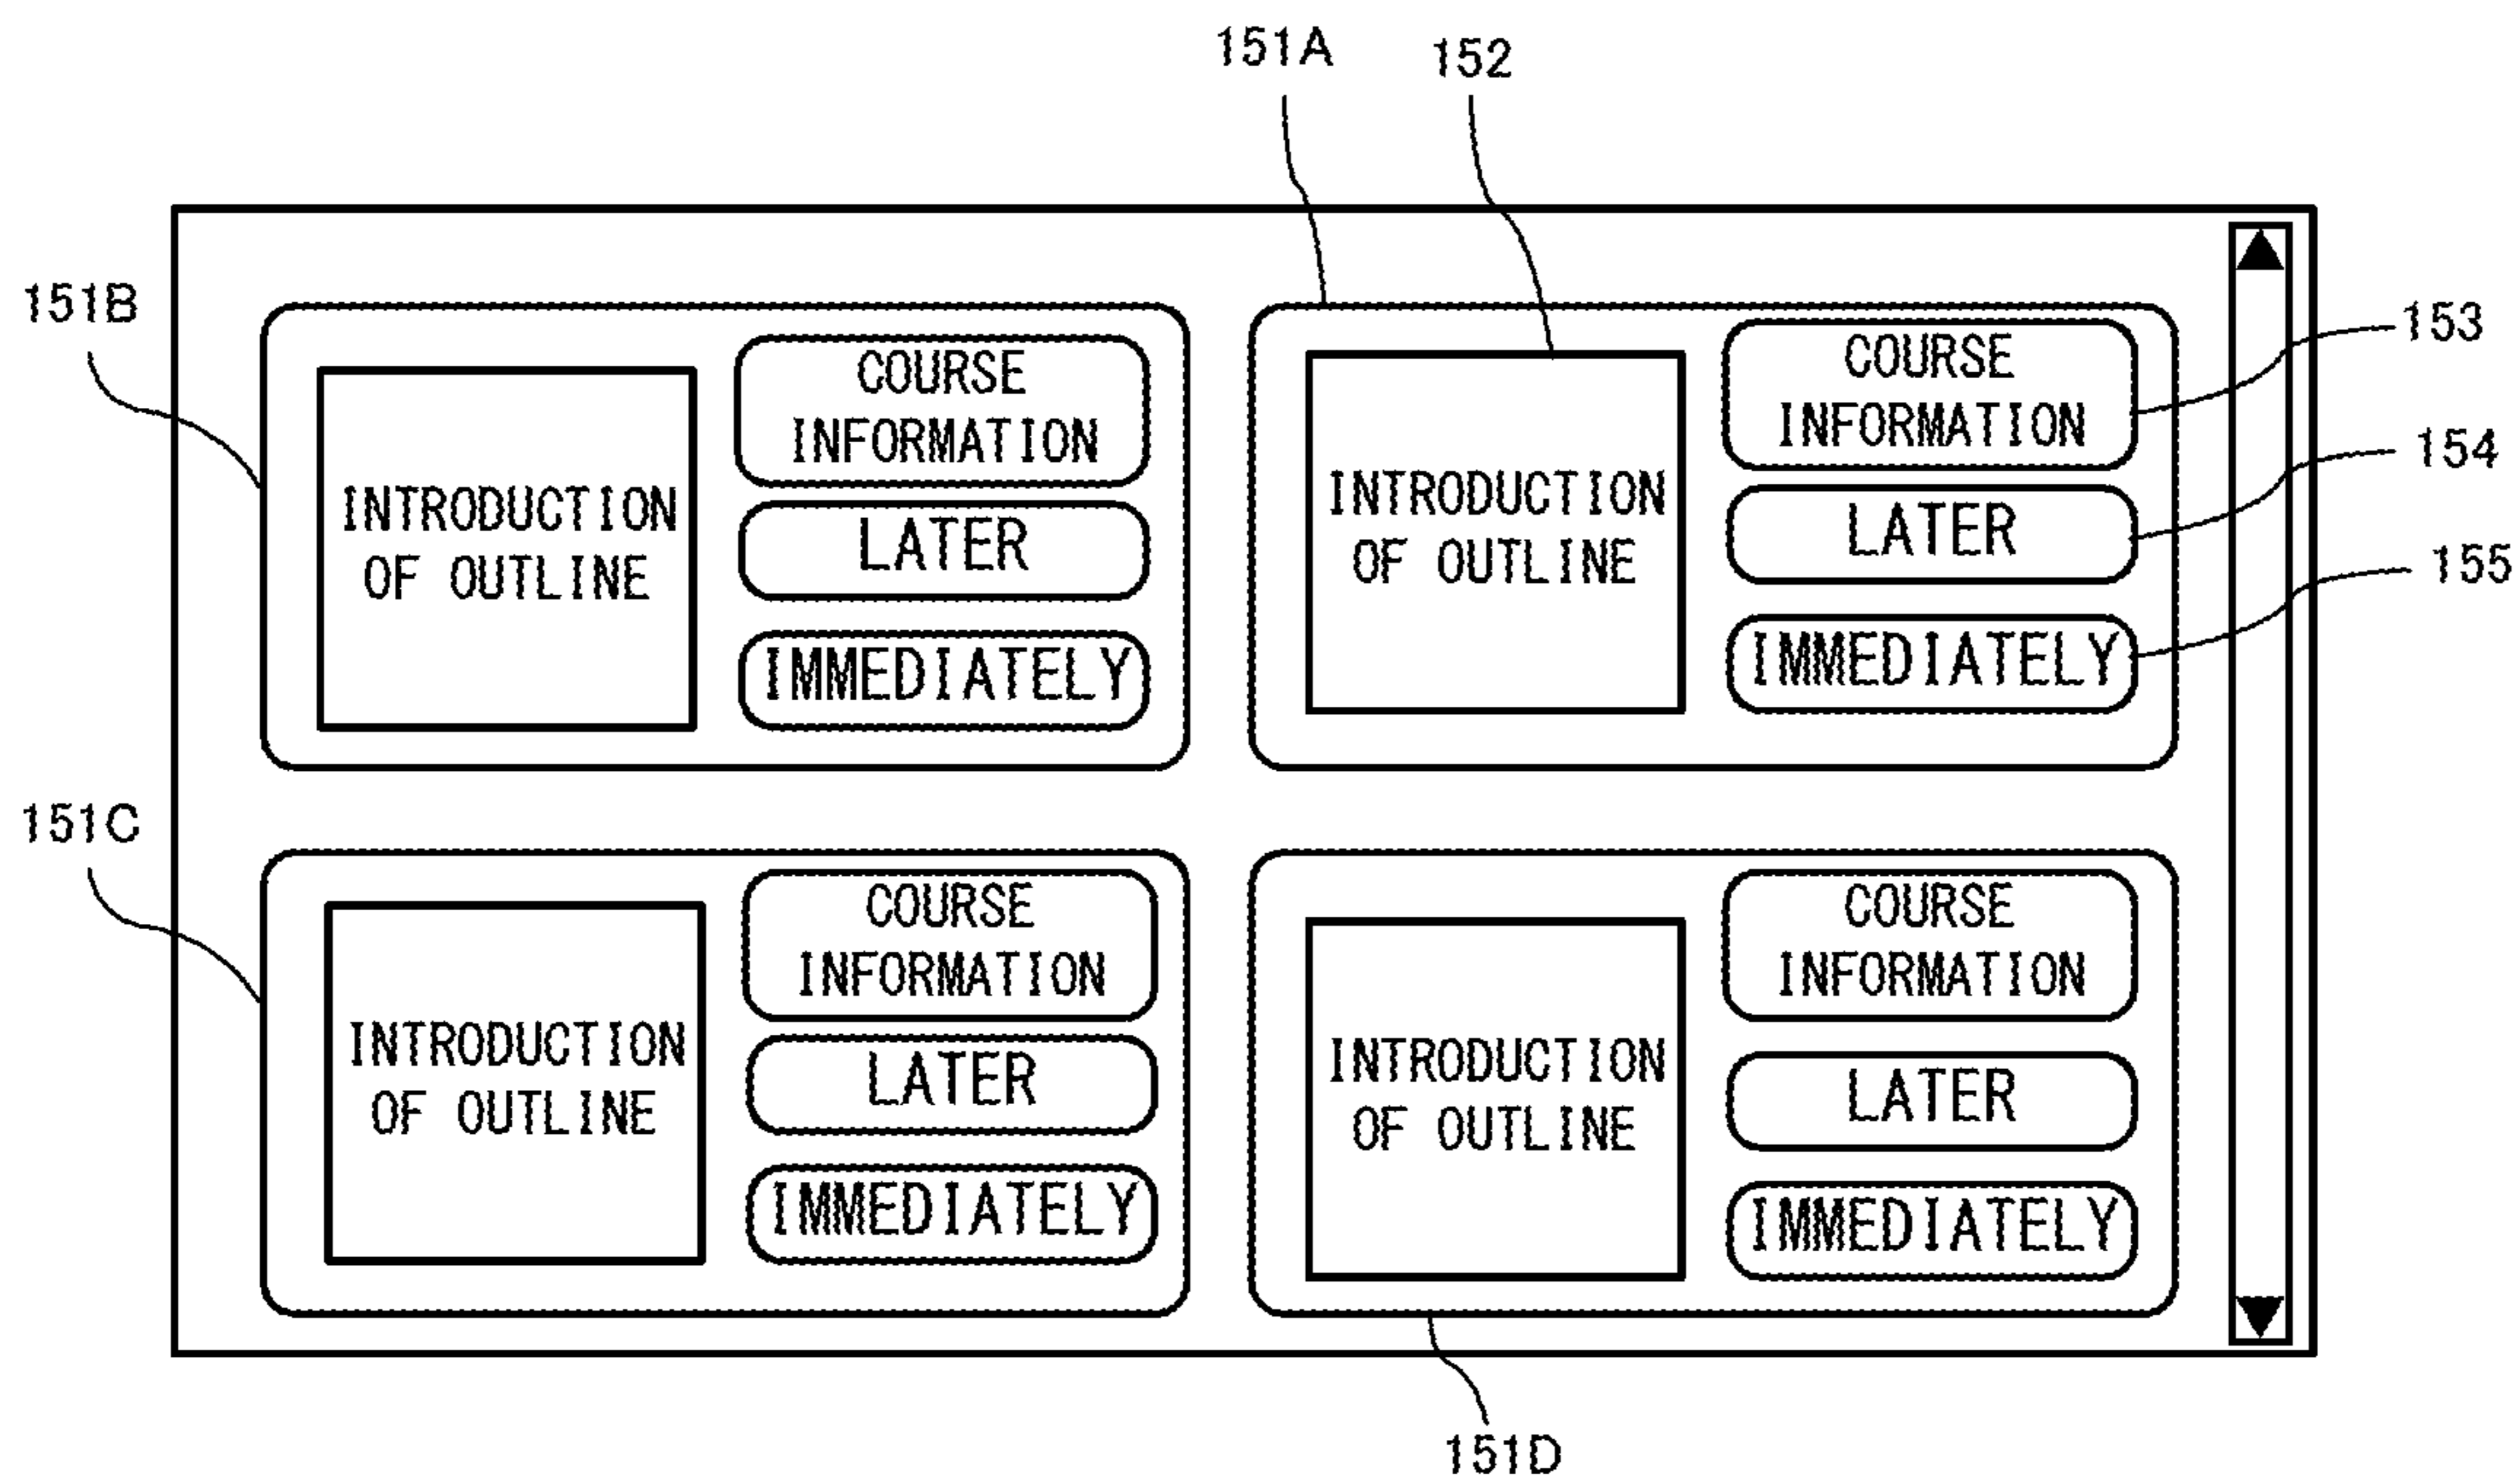 151A
152
151B
COURSE
INFORMATION
INTRODUCTION
OF OUTLINE
LATER
IMMEDIATELY
COURSE
INFORMATION
INTRODUCTION
OF OUTLINE
LATER
IMMEDIATELY
153
154
155
151C
COURSE
INFORMATION
INTRODUCTION
OF OUTLINE
LATER
IMMEDIATELY
COURSE
INFORMATION
INTRODUCTION
OF OUTLINE
LATER
IMMEDIATELY
151D